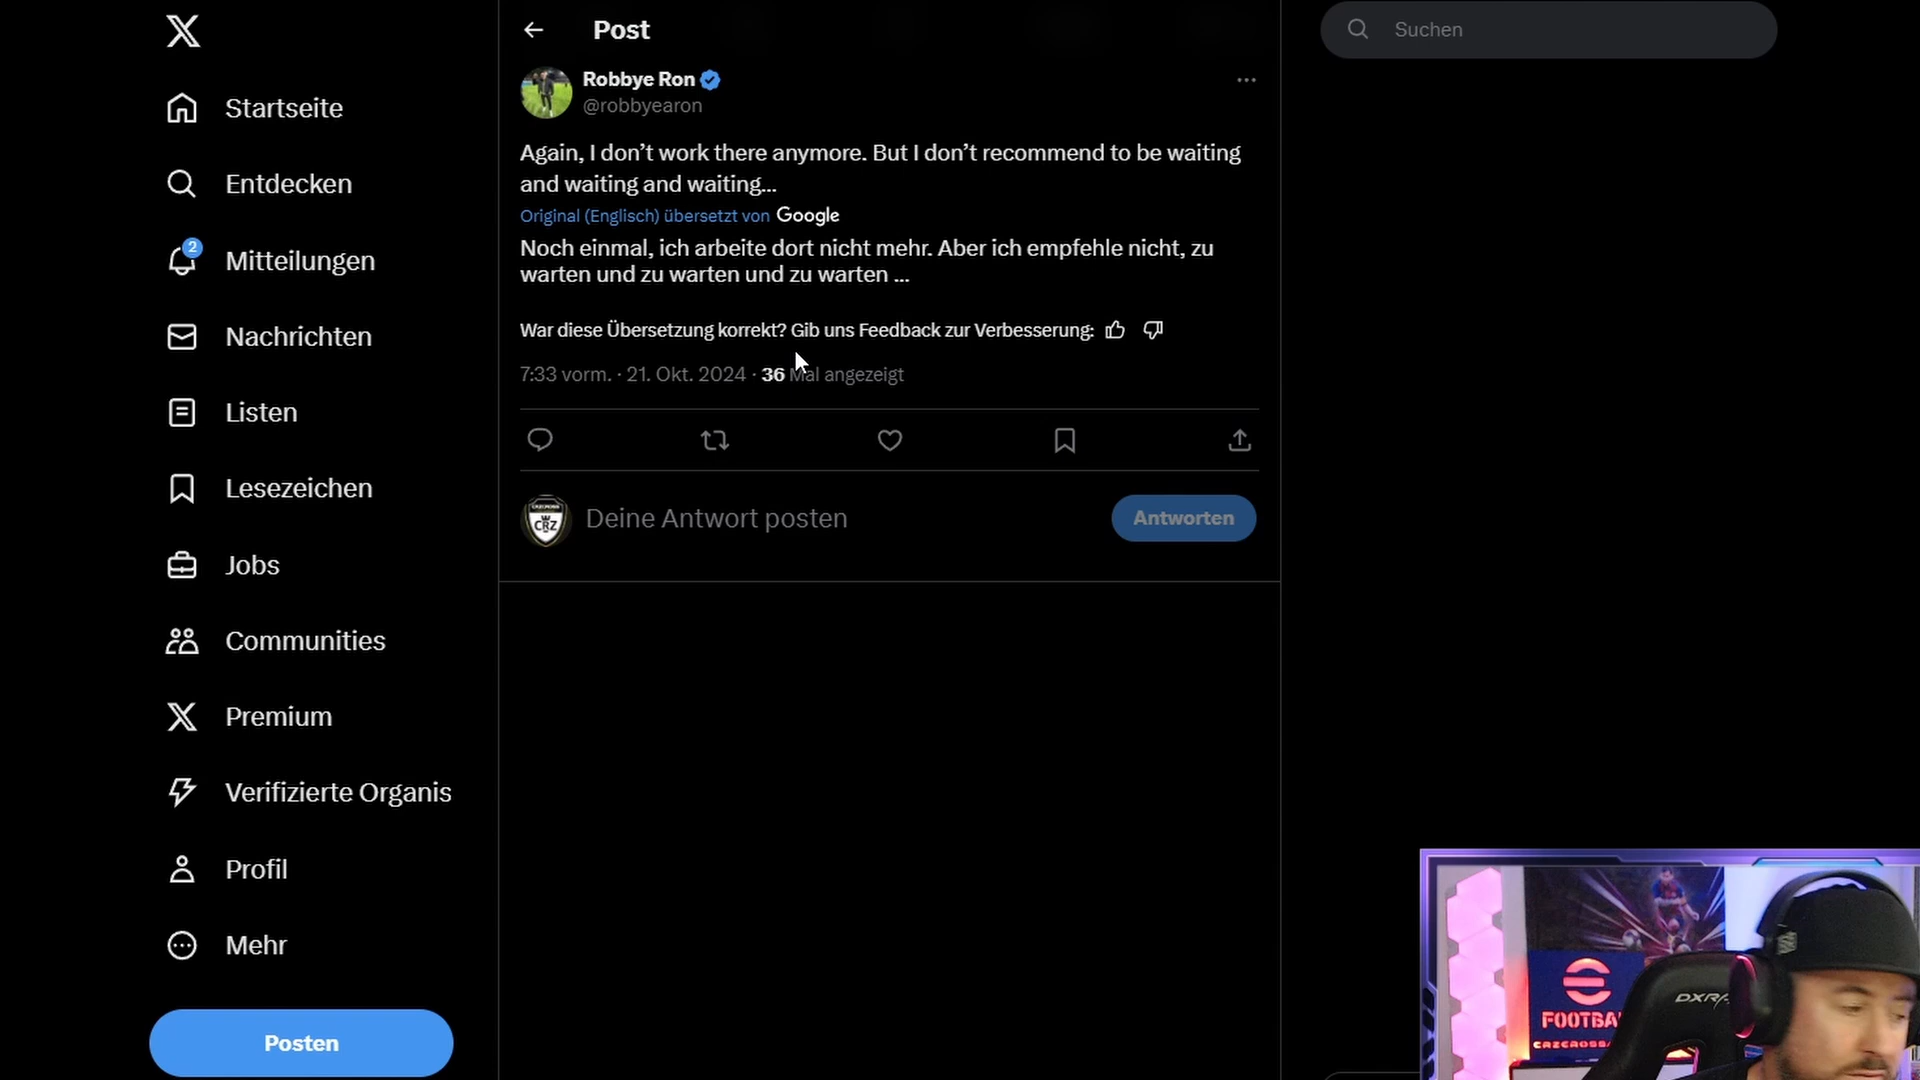 Post
Suchen
Startseite
Entdecken
2
Mitteilungen
Nachrichten
Listen
Lesezeichen
Jobs
Communities
Premium
Verifizierte Organis
Profil
Mehr
Posten
Robbye Ron
@robbyearon
Again, I don’t work there anymore. But I don’t recommend to be waiting
and waiting and waiting...
Original (Englisch) übersetzt von Google
Noch einmal, ich arbeite dort nicht mehr. Aber ich empfehle nicht, zu
warten und zu warten und zu warten ...
War diese Übersetzung korrekt? Gib uns Feedback zur Verbesserung:
7:33 vorm. · 21. Okt. 2024 · 36 Mal angezeigt
CRZ
Deine Antwort posten
Antworten
FOOTBA
DXRA